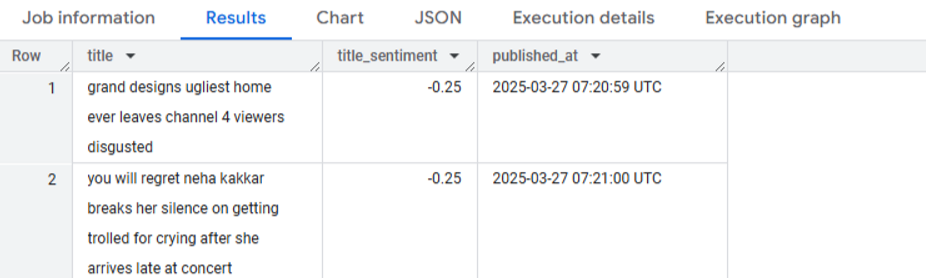 Job information Results Chart JSON Execution details Execution graph
Row title title_sentiment published_at
1 grand designs ugliest home -0.25 2025-03-27 07:20:59 UTC
ever leaves channel 4 viewers
disgusted
2 you will regret neha kakkar -0.25 2025-03-27 07:21:00 UTC
breaks her silence on getting
trolled for crying after she
arrives late at concert